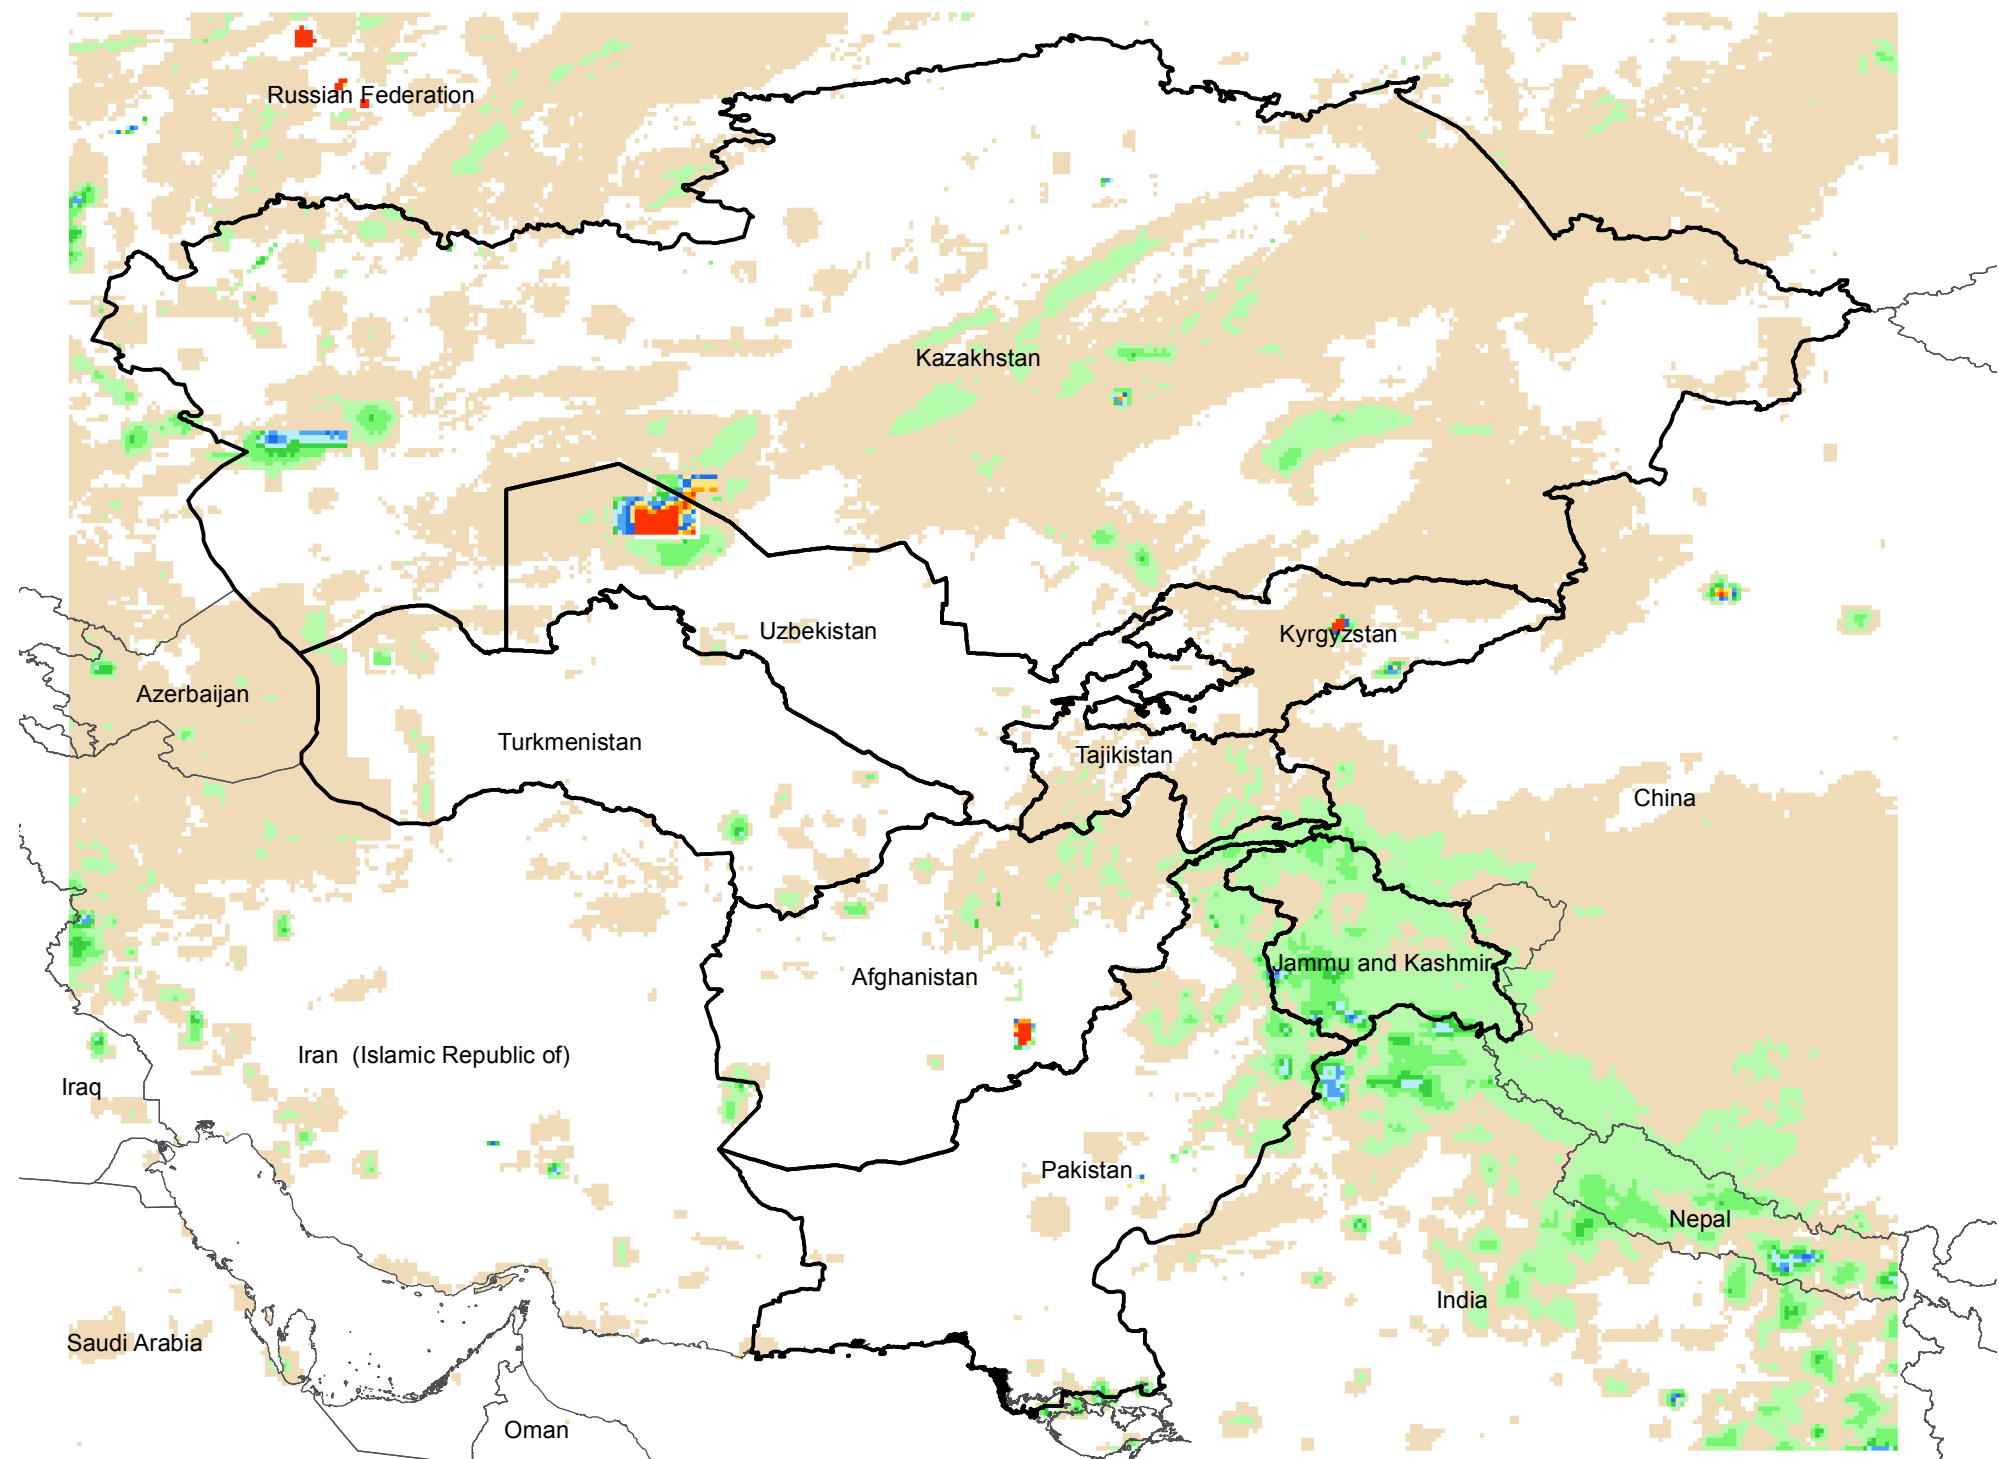 Russian Federation
Kazakhstan
Uzbekistan
Kyrgyzstan
Azerbaijan
Turkmenistan
Tajikistan
China
Jammu and Kashmir
Afghanistan
Iran  (Islamic Republic of)
Iraq
Pakistan
Nepal
India
Saudi Arabia
Oman